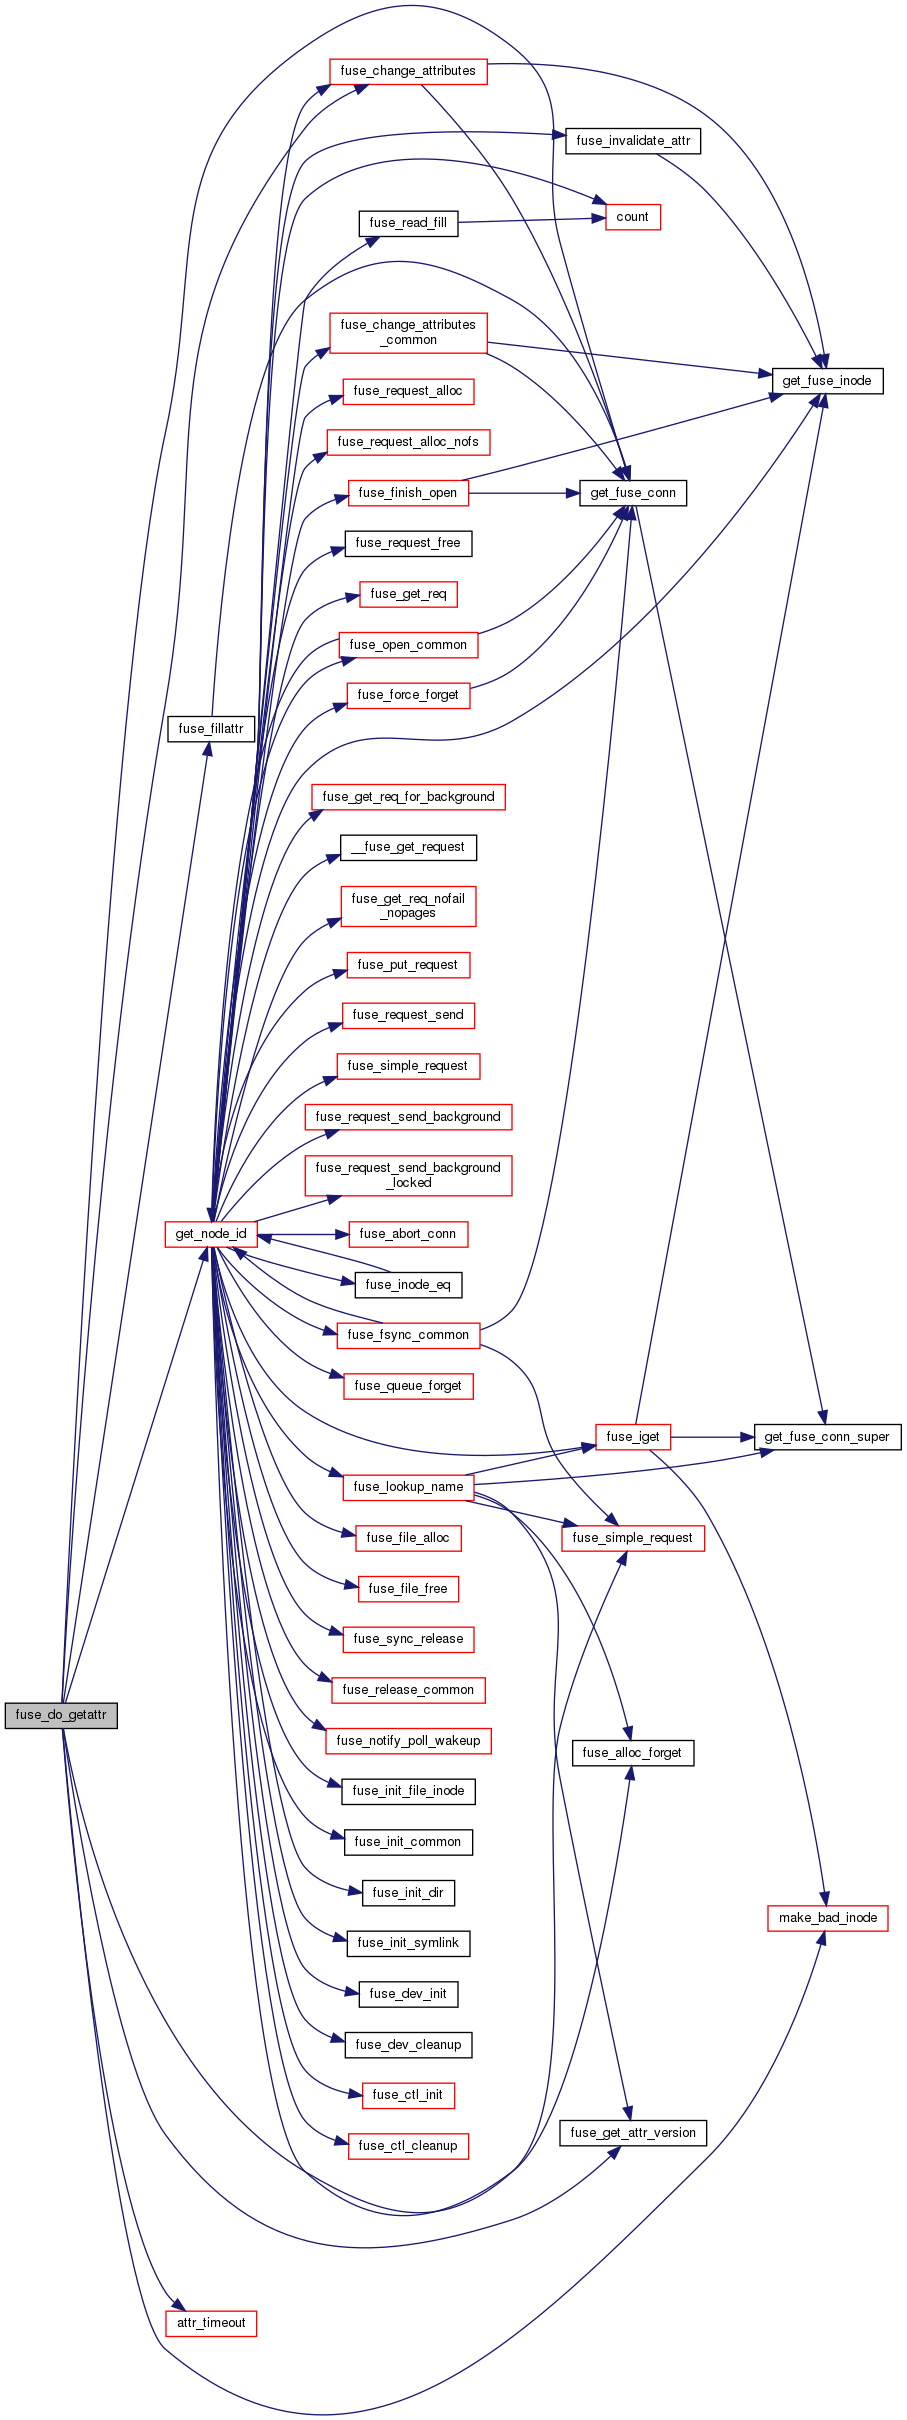 fuse_change_attributes
fuse_invalidate_attr
count
fuse_read_fill
fuse_change_attributes
_common
get_fuse_inode
fuse_request_alloc
fuse_request_alloc_nofs
fuse_finish_open
get_fuse_conn
fuse_request_free
fuse_get_req
fuse_open_common
fuse_force_forget
fuse_fillattr
fuse_get_req_for_background
__fuse_get_request
fuse_get_req_nofail
_nopages
fuse_put_request
fuse_request_send
fuse_simple_request
fuse_request_send_background
fuse_request_send_background
_locked
get_node_id
fuse_abort_conn
fuse_inode_eq
fuse_fsync_common
fuse_queue_forget
fuse_iget
get_fuse_conn_super
fuse_lookup_name
fuse_file_alloc
fuse_simple_request
fuse_file_free
fuse_sync_release
fuse_release_common
fuse_do_getattr
fuse_notify_poll_wakeup
fuse_alloc_forget
fuse_init_file_inode
fuse_init_common
fuse_init_dir
make_bad_inode
fuse_init_symlink
fuse_dev_init
fuse_dev_cleanup
fuse_ctl_init
fuse_get_attr_version
fuse_ctl_cleanup
attr_timeout